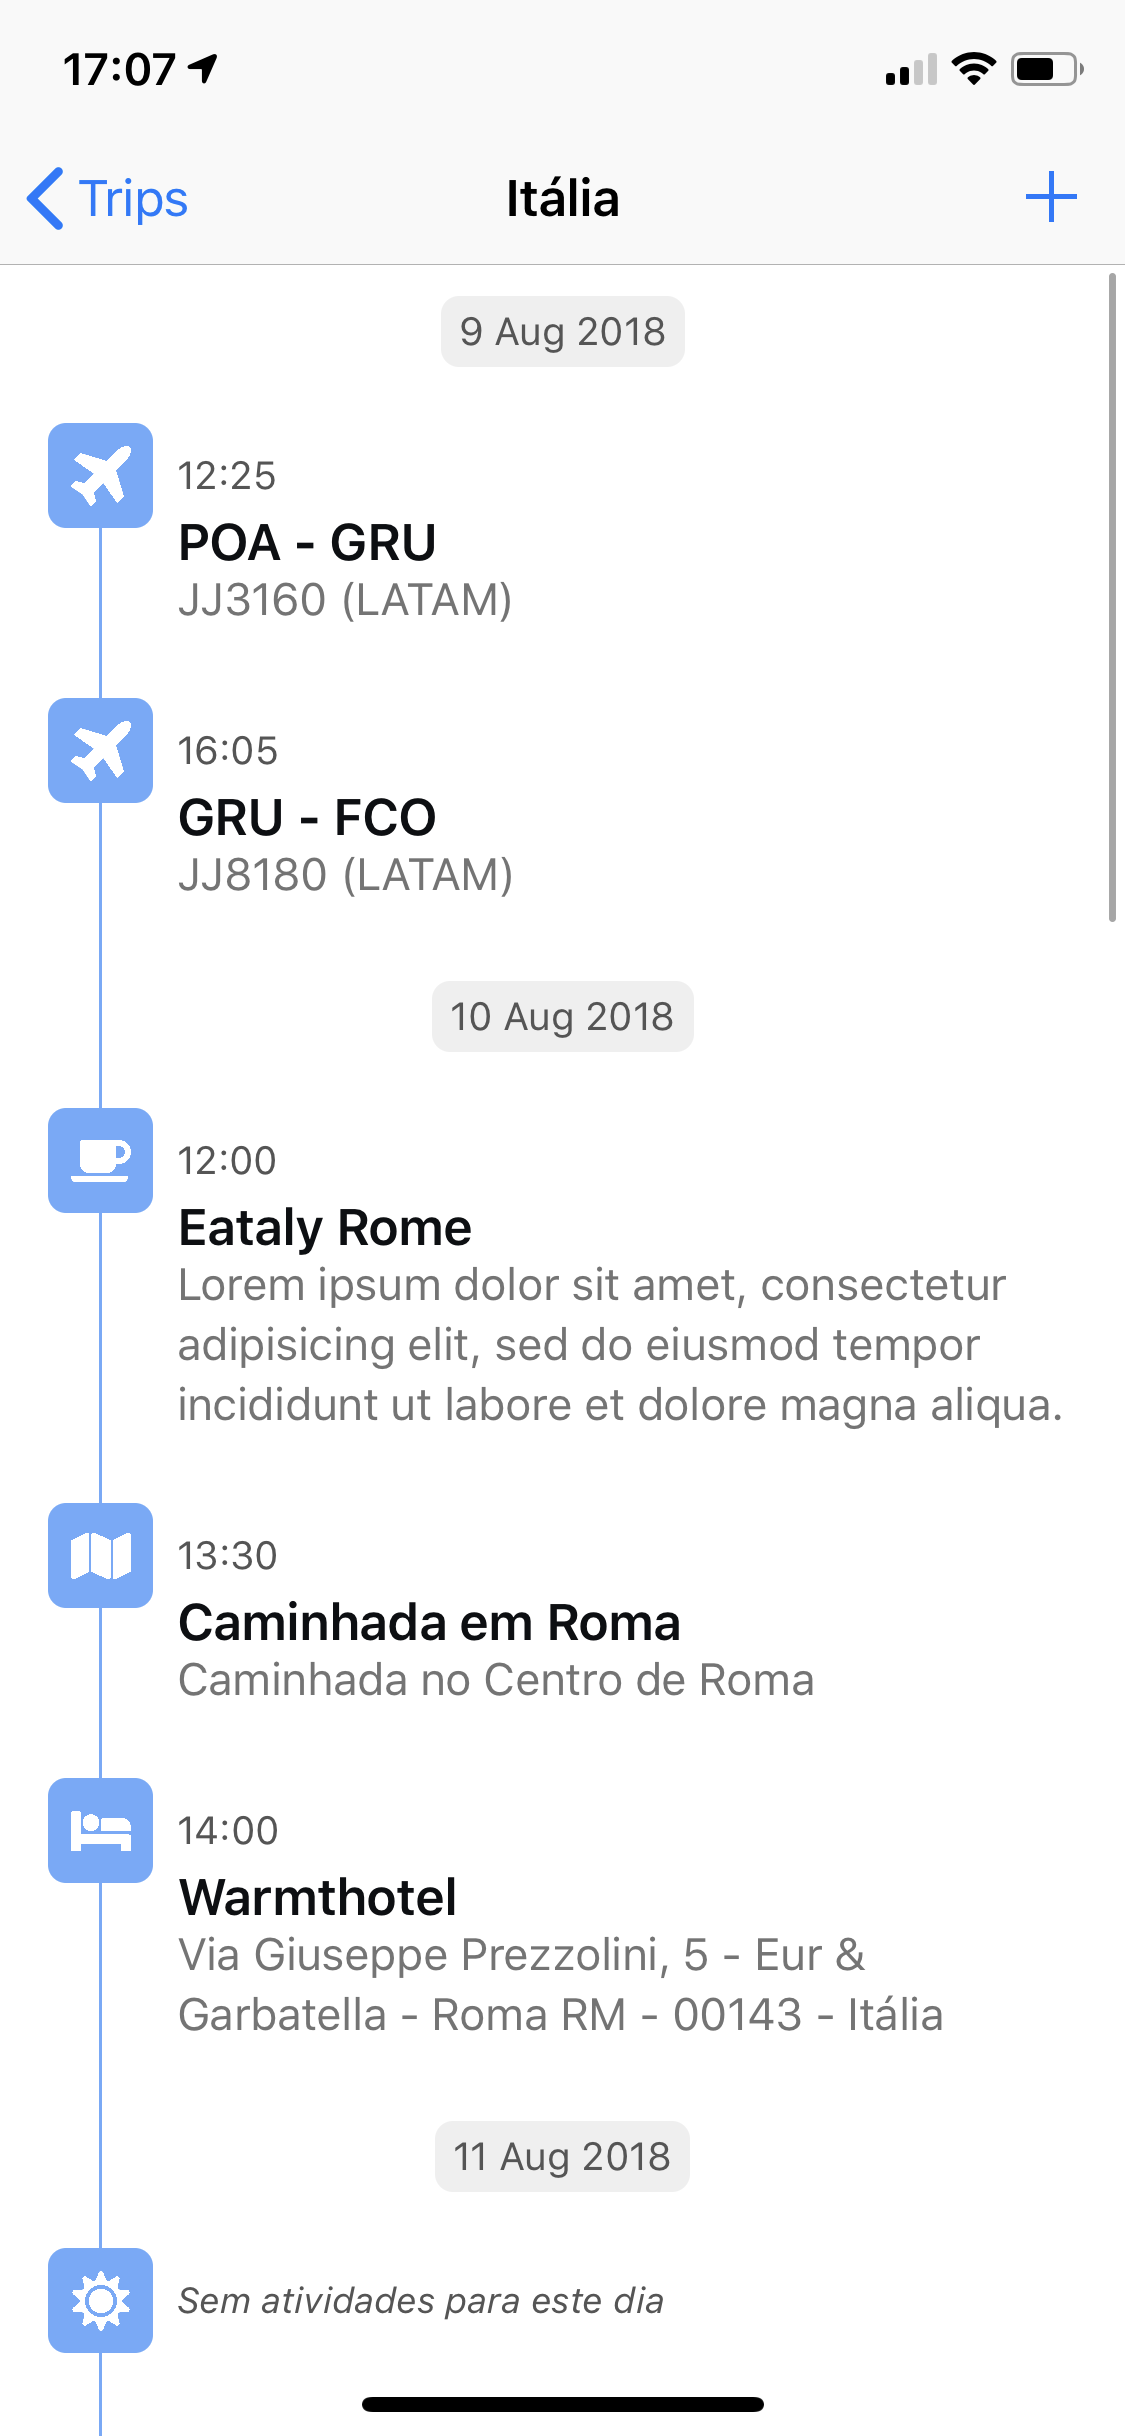 17:07
Trips
Itália
9 Aug 2018
12:25
POA - GRU
JJ3160 (LATAM)
16:05
GRU - FCO
JJ8180 (LATAM)
10 Aug 2018
12:00
Eataly Rome
Lorem ipsum dolor sit amet, consectetur
adipisicing elit, sed do eiusmod tempor
incididunt ut labore et dolore magna aliqua.
13:30
Caminhada em Roma
Caminhada no Centro de Roma
14:00
Warmthotel
Via Giuseppe Prezzolini, 5 - Eur &
Garbatella - Roma RM - 00143 - Itália
11 Aug 2018
Sem atividades para este dia